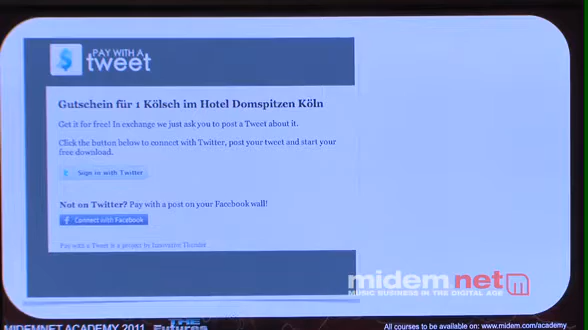 PAY WITH A
tweet
Gutschein für 1 Kölsch im Hotel Domspitzen Köln
Get it for free! In exchange we just ask you to post a Tweet about it.
Click the button below to connect with Twitter, post your tweet and start your
free download.
Sign in with Twitter
Not on Twitter? Pay with a post on your Facebook wall!
Connect with Facebook
Pay with a Tweet is a project by Innovative Thunder
midem net
MUSIC BUSINESS IN THE DIGITAL AGE
MIDEMNET ACADEMY 2011
THE
Futures
All courses to be available on: www.midem.com/academy